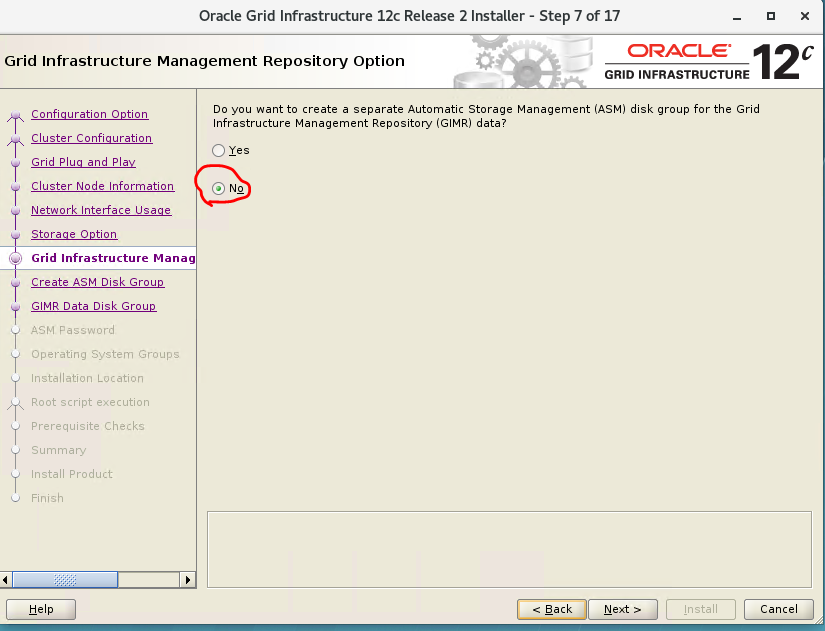 Oracle Grid Infrastructure 12c Release 2 Installer - Step 7 of 17
Grid Infrastructure Management Repository Option
ORACLE
GRID INFRASTRUCTURE
12c
Configuration Option
Cluster Configuration
Grid Plug and Play
Cluster Node Information
Network Interface Usage
Storage Option
Grid Infrastructure Manag
Create ASM Disk Group
GIMR Data Disk Group
ASM Password
Operating System Groups
Installation Location
Root script execution
Prerequisite Checks
Summary
Install Product
Finish
Do you want to create a separate Automatic Storage Management (ASM) disk group for the Grid
Infrastructure Management Repository (GIMR) data?
Yes
No
Help
< Back
Next >
Install
Cancel